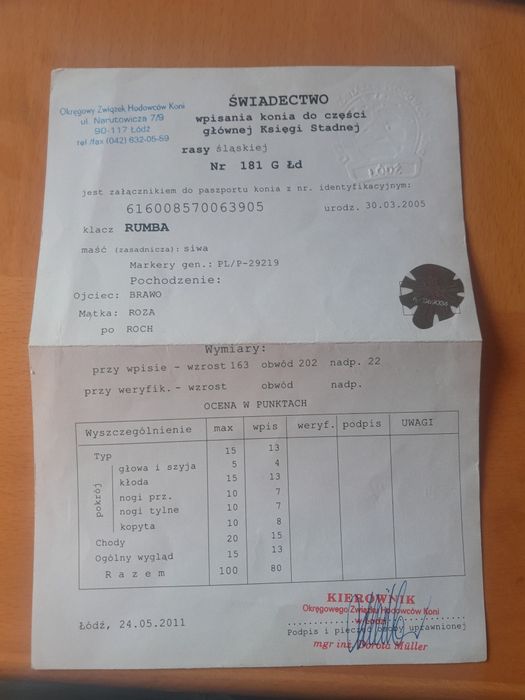 Okręgowy Związek Hodowców Koni
ul. Narutowicza 7/9
90-117 Łódź
tel /fax (042) 632-05-59
ŚWIADECTWO
wpisania konia do części
głównej Księgi Stadnej
rasy śląskiej
Nr 181 G Łd
ŁÓDŹ
jest załącznikiem do paszportu konia z nr. identyfikacyjnym:
616008570063905 urodz. 30.03.2005
klacz RUMBA
maść (zasadnicza): siwa
Markery gen.: PL/P-29219
Pochodzenie:
Ojciec: BRAWO
Mątka: ROZA
po ROCH
Wymiary:
przy wpisie - wzrost 163 obwód 202 nadp. 22
przy weryfik. - wzrost obwód nadp.
OCENA W PUNKTACH
Wyszczególnienie max wpis weryf. podpis UWAGI
Typ 15 13
pokrój
głowa i szyja 5 4
kłoda 15 13
nogi prz. 10 7
nogi tylne 10 7
kopyta 10 8
Chody 20 15
Ogólny wygląd 15 13
R a z e m 100 80
Łódź, 24.05.2011
KIEROWNIK
Okręgowego Związku Hodowców Koni
w Łodzi
Podpis i pieczęć osoby uprawnionej
mgr inż. Dorota Müller